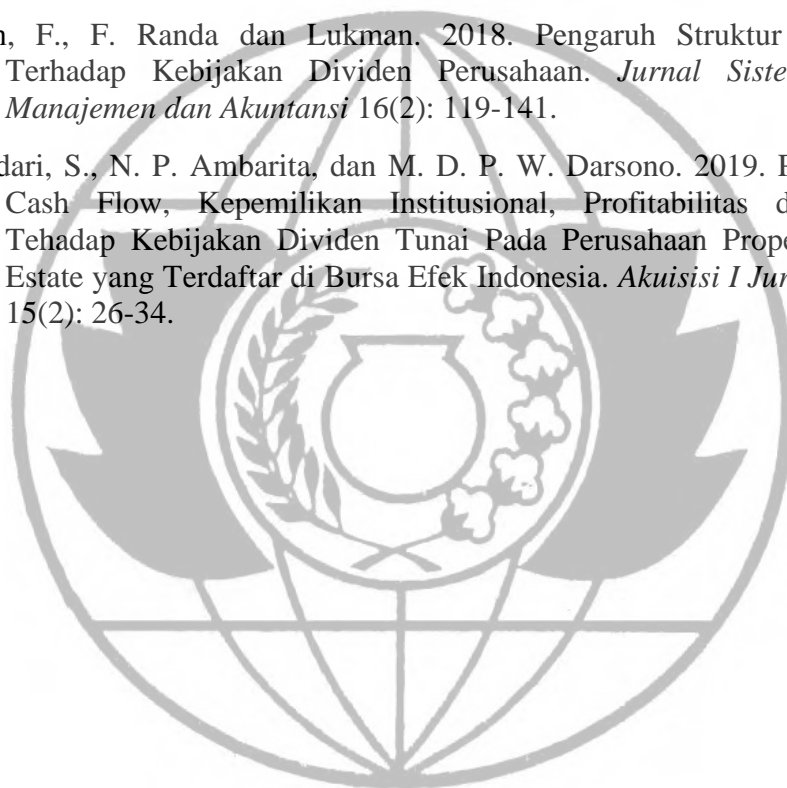 n, F., F. Randa dan Lukman. 2018. Pengaruh Struktur
Terhadap Kebijakan Dividen Perusahaan. Jurnal Siste
Manajemen dan Akuntansi 16(2): 119-141.
dari, S., N. P. Ambarita, dan M. D. P. W. Darsono. 2019. F
Cash Flow, Kepemilikan Institusional, Profitabilitas d
Tehadap Kebijakan Dividen Tunai Pada Perusahaan Prope
Estate yang Terdaftar di Bursa Efek Indonesia. Akuisisi I Jur
15(2): 26-34.